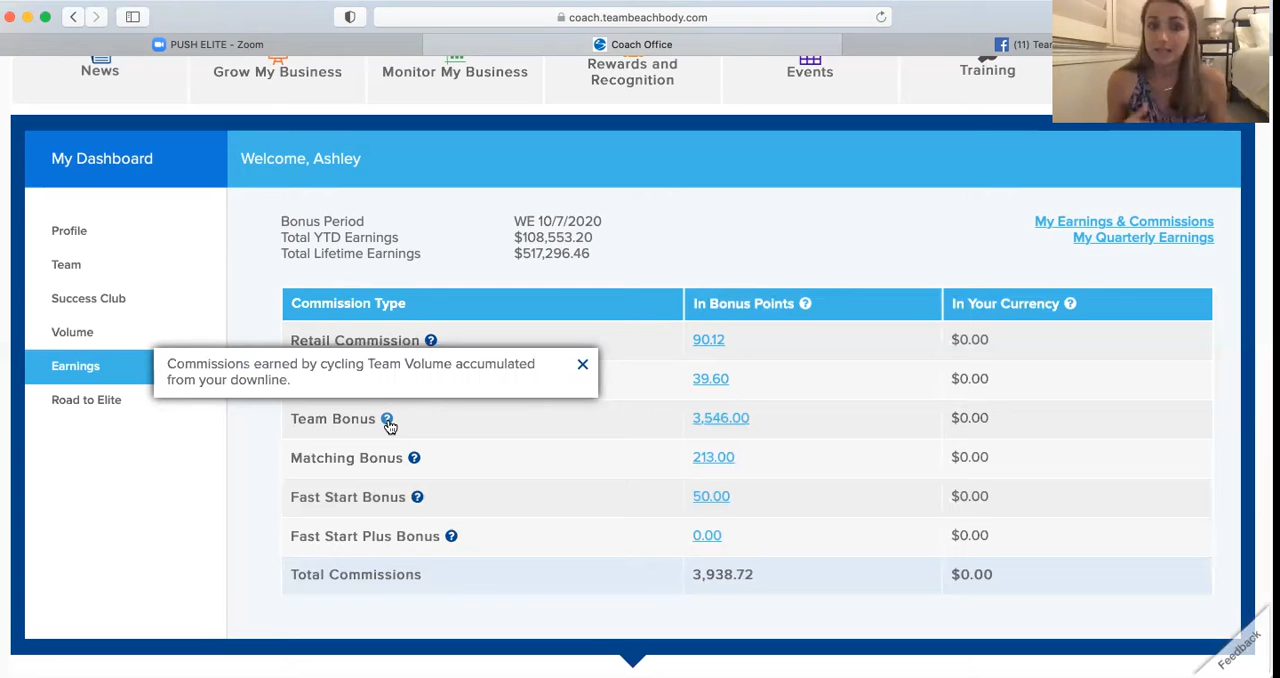 coach.teambeachbody.com
PUSH ELITE - Zoom
Coach Office
(11) Tear
News
Grow My Business
Monitor My Business
Rewards and
Recognition
Events
Training
My Dashboard
Welcome, Ashley
Profile
Team
Success Club
Volume
Earnings
Road to Elite
Bonus Period WE 10/7/2020
Total YTD Earnings $108,553.20
Total Lifetime Earnings $517,296.46
My Earnings & Commissions
My Quarterly Earnings
Commission Type In Bonus Points ? In Your Currency ?
Retail Commission ? 90.12 $0.00
Commissions earned by cycling Team Volume accumulated
from your downline.
39.60 $0.00
Team Bonus ? 3,546.00 $0.00
Matching Bonus ? 213.00 $0.00
Fast Start Bonus ? 50.00 $0.00
Fast Start Plus Bonus ? 0.00 $0.00
Total Commissions 3,938.72 $0.00
Feedback